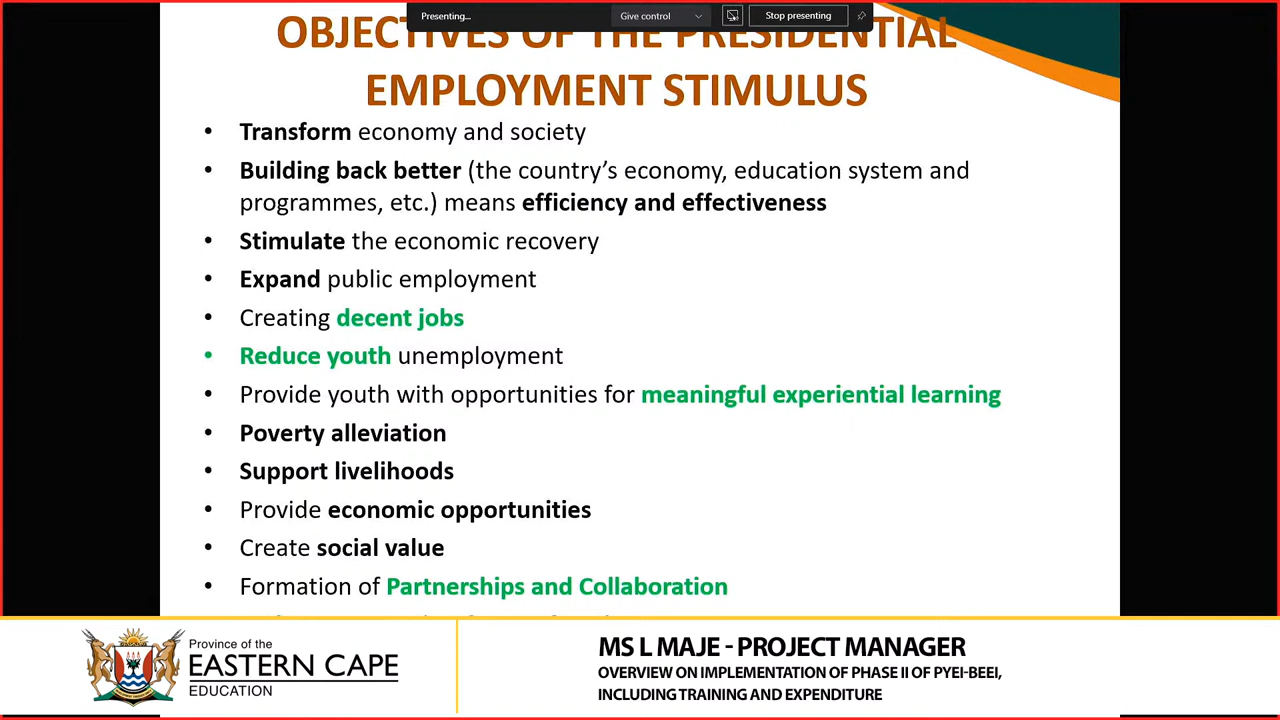 Presenting...
Give control
Stop presenting
OBJECTIVES OF THE PRESIDENTIAL
EMPLOYMENT STIMULUS
• Transform economy and society
• Building back better (the country's economy, education system and
programmes, etc.) means efficiency and effectiveness
• Stimulate the economic recovery
• Expand public employment
• Creating decent jobs
• Reduce youth unemployment
• Provide youth with opportunities for meaningful experiential learning
• Poverty alleviation
• Support livelihoods
• Provide economic opportunities
• Create social value
• Formation of Partnerships and Collaboration
Province of the
EASTERN CAPE
EDUCATION
MS L MAJE - PROJECT MANAGER
OVERVIEW ON IMPLEMENTATION OF PHASE II OF PYEI-BEEI,
INCLUDING TRAINING AND EXPENDITURE